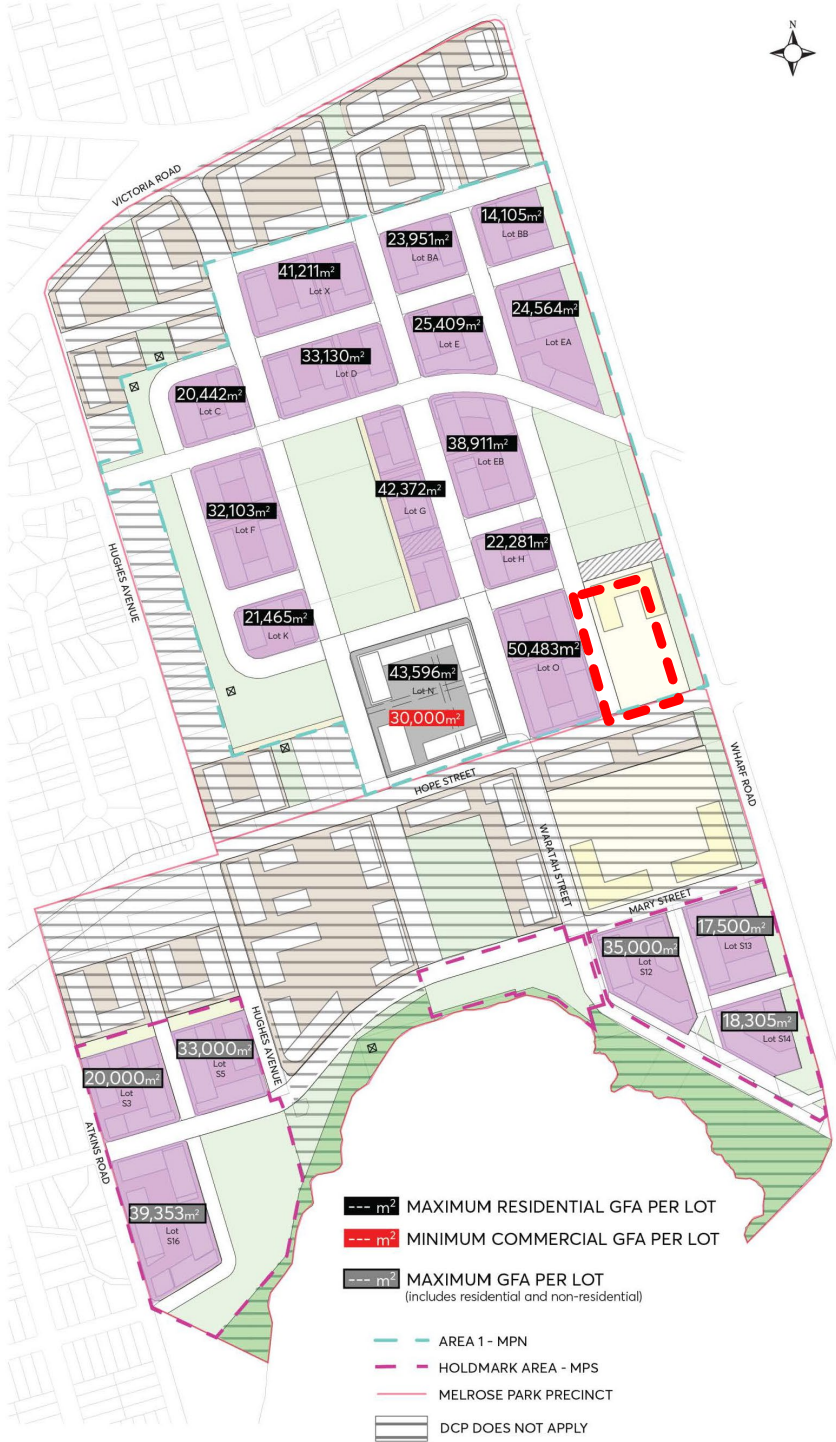 N
VICTORIA ROAD
14,105m²
Lot BB
23,951m²
Lot BA
41,211m²
Lot X
24,564m²
Lot EA
25,409m²
Lot E
33,130m²
Lot D
20,442m²
Lot C
38,911m²
Lot EB
42,372m²
Lot G
32,103m²
Lot F
22,281m²
Lot H
HUGHES AVENUE
21,465m²
Lot K
50,483m²
Lot O
43,596m²
Lot N
30,000m²
WHARF ROAD
HOPE STREET
WARATAH STREET
MARY STREET
17,500m²
Lot S13
35,000m²
Lot
S12
18,305m²
Lot S14
HUGHES AVENUE
33,000m²
Lot
S5
20,000m²
Lot
S3
ATKINS ROAD
39,353m²
Lot
S16
--- m² MAXIMUM RESIDENTIAL GFA PER LOT
--- m² MINIMUM COMMERCIAL GFA PER LOT
--- m² MAXIMUM GFA PER LOT
(includes residential and non-residential)
AREA 1 - MPN
HOLDMARK AREA - MPS
MELROSE PARK PRECINCT
DCP DOES NOT APPLY